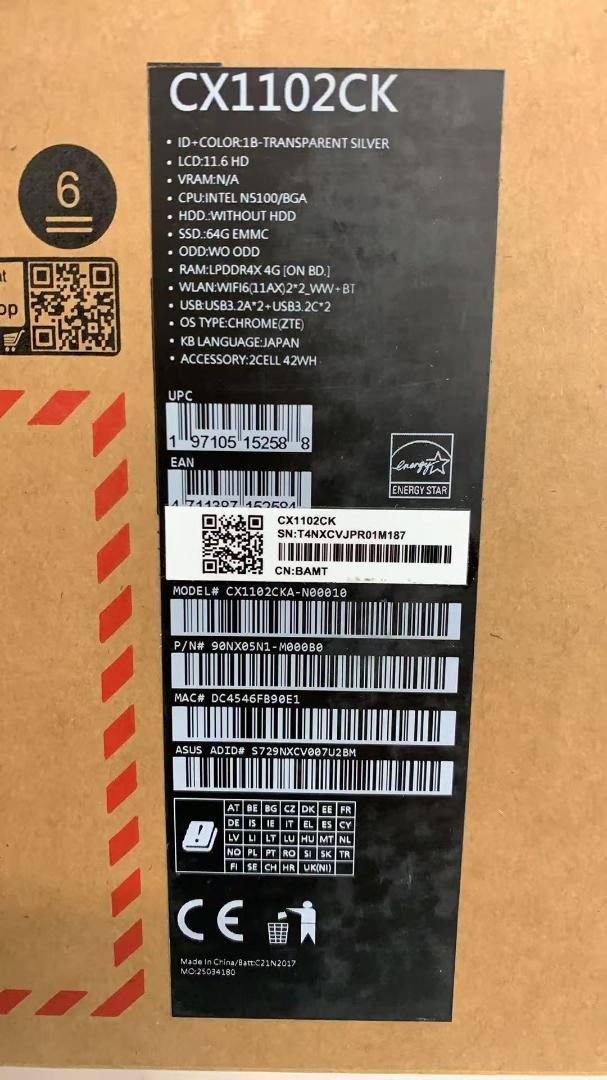 CX1102CK
• ID+COLOR:1B-TRANSPARENT SILVER
• LCD:11.6 HD
• VRAM:N/A
• CPU:INTEL N5100/BGA
• HDD.:WITHOUT HDD
• SSD.:64G EMMC
• ODD:WO ODD
• RAM:LPDDR4X 4G [ON BD.]
• WLAN:WIFI6(11AX)2*2_WW+BT
• USB:USB3.2A*2+USB3.2C*2
• OS TYPE:CHROME(ZTE)
• KB LANGUAGE:JAPAN
• ACCESSORY:2CELL 42WH
6
UPC
1 97105 15258 8
EAN
4 711387 152584
energy
ENERGY STAR
CX1102CK
SN:T4NXCVJPR01M187
CN:BAMT
MODEL# CX1102CKA-N00010
P/N# 90NX05N1-M000B0
MAC# DC4546FB90E1
ASUS ADID# S729NXCV007U2BM
AT BE BG CZ DK EE FR
DE IS IE IT EL ES CY
LV LI LT LU HU MT NL
NO PL PT RO SI SK TR
FI SE CH HR UK(NI)
CE
Made In China/Batt:C21N2017
MO:25034180